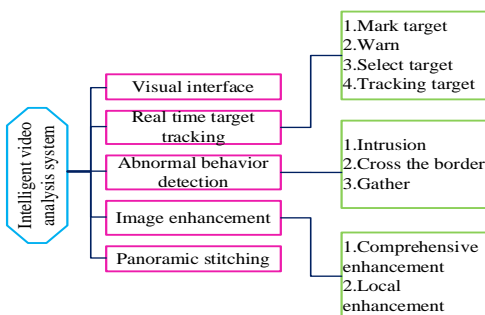 Intelligent video
analysis system
Visual interface
Real time target
tracking
Abnormal behavior
detection
Image enhancement
Panoramic stitching
1.Mark target
2.Warn
3.Select target
4.Tracking target
1.Intrusion
2.Cross the border
3.Gather
1.Comprehensive
enhancement
2.Local
enhancement